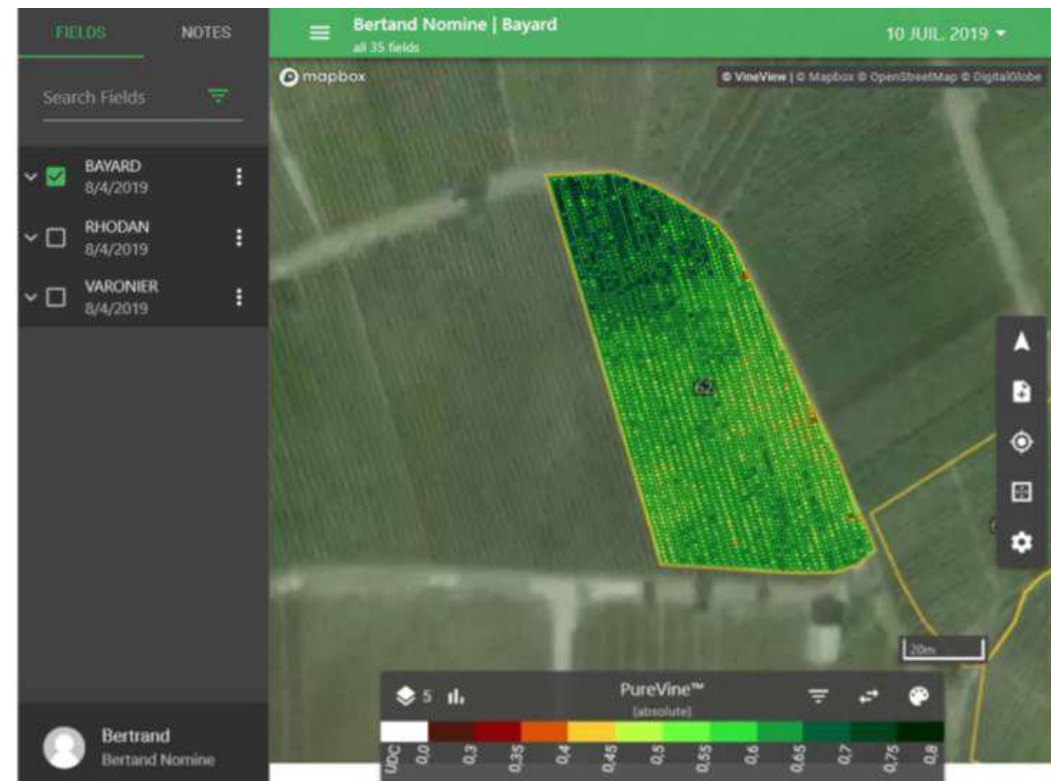 FIELDS
NOTES
Search Fields
BAYARD
8/4/2019
RHODAN
8/4/2019
VARONIER
8/4/2019
Bertrand
Bertrand Nomine
Bertand Nomine | Bayard
all 35 fields
10 JUIL. 2019
mapbox
© VineView | © Mapbox © OpenStreetMap © DigitalGlobe
20m
5
PureVine™
(absolute)
UDC 0,0 0,3 0,35 0,4 0,45 0,5 0,55 0,6 0,65 0,7 0,75 0,8